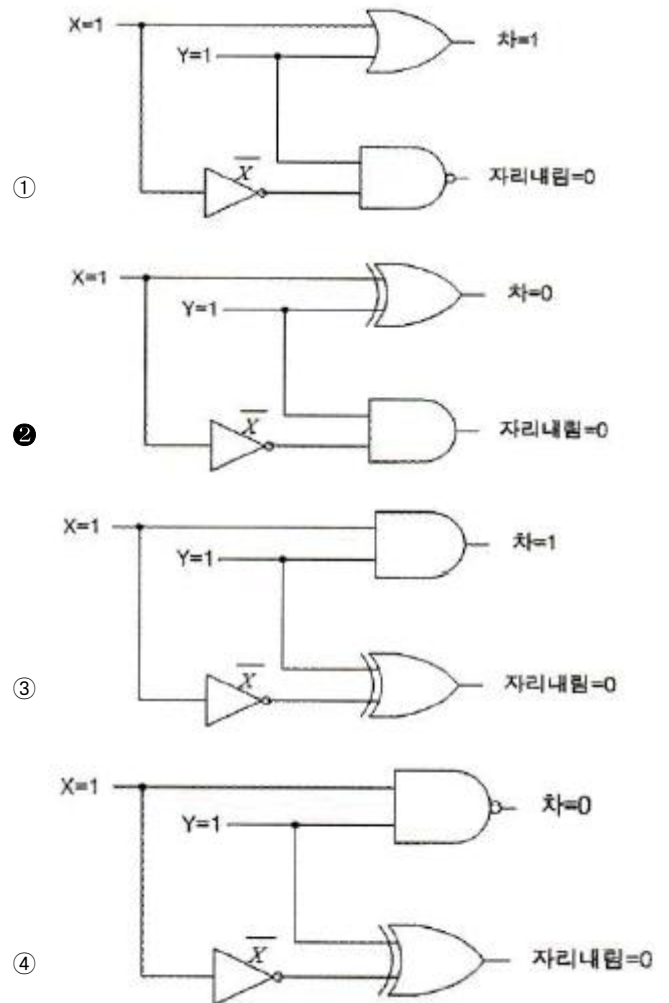 X=1
Y=1
차=1
X̅
자리내림=0
①
X=1
Y=1
차=0
X̅
자리내림=0
❷
X=1
Y=1
차=1
X̅
자리내림=0
③
X=1
Y=1
차=0
X̅
자리내림=0
④